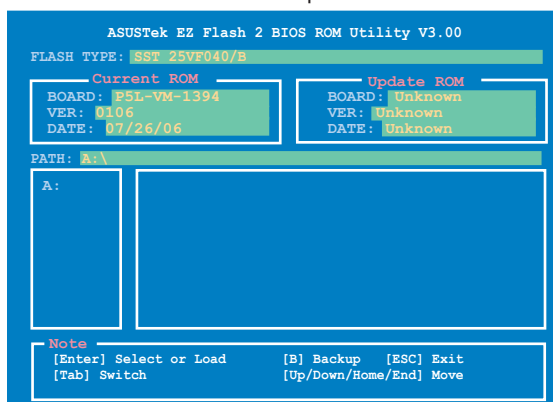 ASUSTek EZ Flash 2 BIOS ROM Utility V3.00
FLASH TYPE: SST 25VF040/B
Current ROM
BOARD: P5L-VM-1394
VER: 0106
DATE: 07/26/06
Update ROM
BOARD: Unknown
VER: Unknown
DATE: Unknown
PATH: A:\
A:
Note
[Enter] Select or Load [B] Backup [ESC] Exit
[Tab] Switch [Up/Down/Home/End] Move